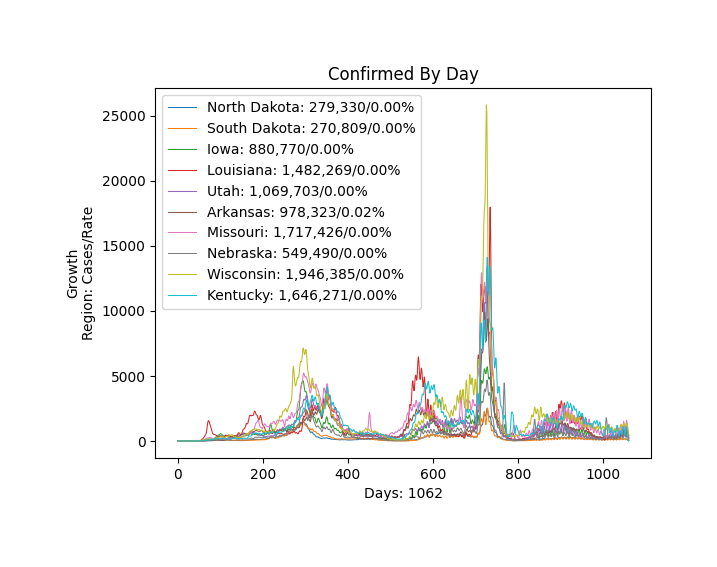 Confirmed By Day
25000
20000
15000
10000
5000
0
Growth
Region: Cases/Rate
North Dakota: 279,330/0.00%
South Dakota: 270,809/0.00%
Iowa: 880,770/0.00%
Louisiana: 1,482,269/0.00%
Utah: 1,069,703/0.00%
Arkansas: 978,323/0.02%
Missouri: 1,717,426/0.00%
Nebraska: 549,490/0.00%
Wisconsin: 1,946,385/0.00%
Kentucky: 1,646,271/0.00%
0 200 400 600 800 1000
Days: 1062